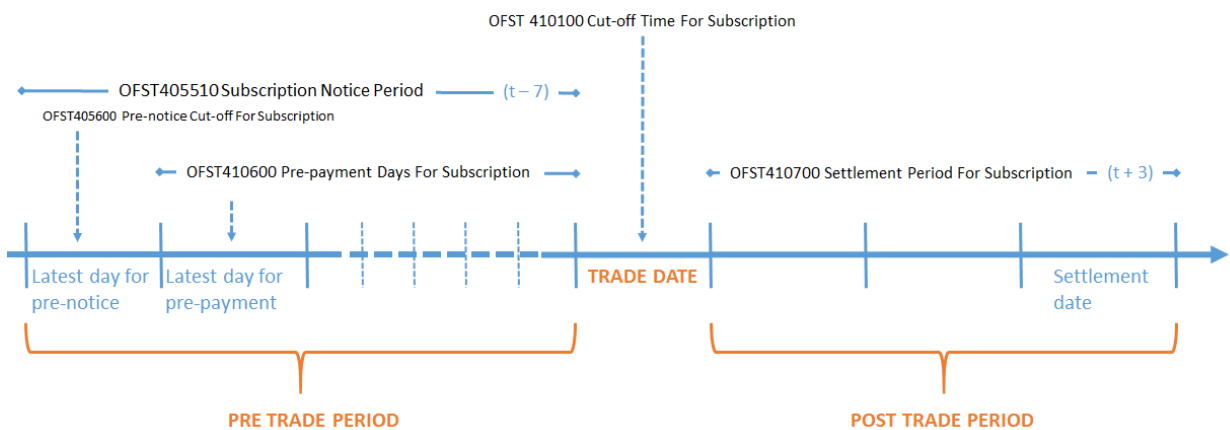 OFST 410100 Cut-off Time For Subscription
OFST405510 Subscription Notice Period (t – 7)
OFST405600 Pre-notice Cut-off For Subscription
OFST410600 Pre-payment Days For Subscription
OFST410700 Settlement Period For Subscription (t + 3)
Latest day for
pre-notice
Latest day for
pre-payment
TRADE DATE
Settlement
date
PRE TRADE PERIOD
POST TRADE PERIOD